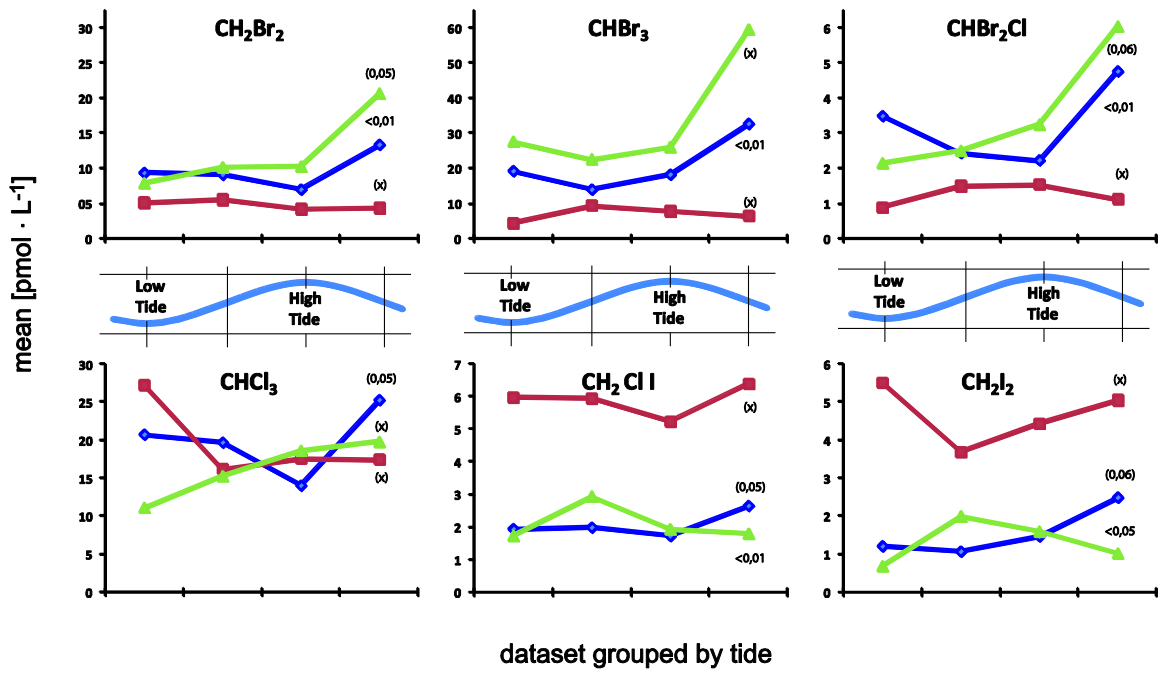 mean [pmol · L⁻¹]
CH₂Br₂
30
25
20
15
10
05
0
(0,05)
<0,01
(x)
CHBr₃
60
50
40
30
20
10
0
(x)
<0,01
(x)
CHBr₂Cl
6
5
4
3
2
1
0
(0,06)
<0,01
(x)
Low
Tide
High
Tide
Low
Tide
High
Tide
Low
Tide
High
Tide
CHCl₃
30
25
20
15
10
5
0
(0,05)
(x)
(x)
CH₂ Cl I
7
6
5
4
3
2
1
0
(x)
(0,05)
<0,01
CH₂I₂
6
5
4
3
2
1
0
(x)
(0,06)
<0,05
dataset grouped by tide